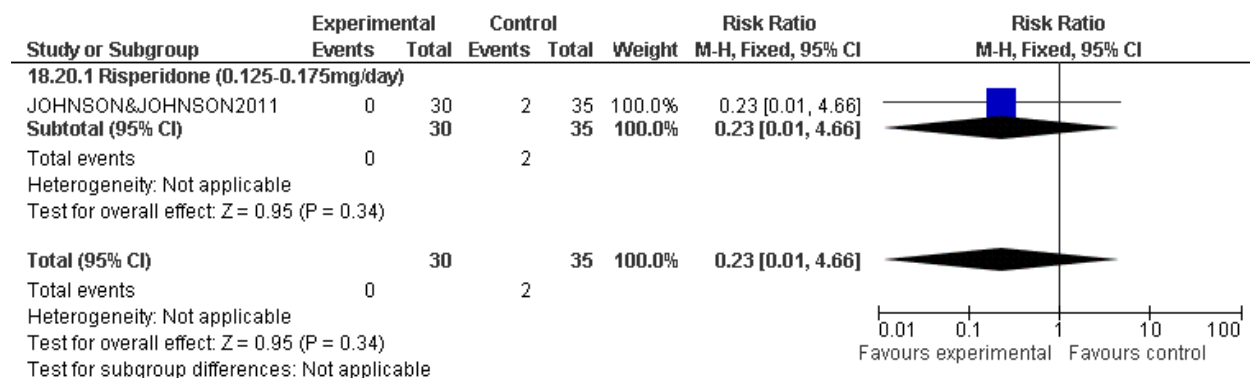 Experimental Control Risk Ratio Risk Ratio
Study or Subgroup Events Total Events Total Weight M-H, Fixed, 95% CI M-H, Fixed, 95% CI
18.20.1 Risperidone (0.125-0.175mg/day)
JOHNSON&JOHNSON2011 0 30 2 35 100.0% 0.23 [0.01, 4.66]
Subtotal (95% CI) 30 35 100.0% 0.23 [0.01, 4.66]
Total events 0 2
Heterogeneity: Not applicable
Test for overall effect: Z = 0.95 (P = 0.34)
Total (95% CI) 30 35 100.0% 0.23 [0.01, 4.66]
Total events 0 2
Heterogeneity: Not applicable
Test for overall effect: Z = 0.95 (P = 0.34)
Test for subgroup differences: Not applicable
0.01 0.1 1 10 100
Favours experimental Favours control